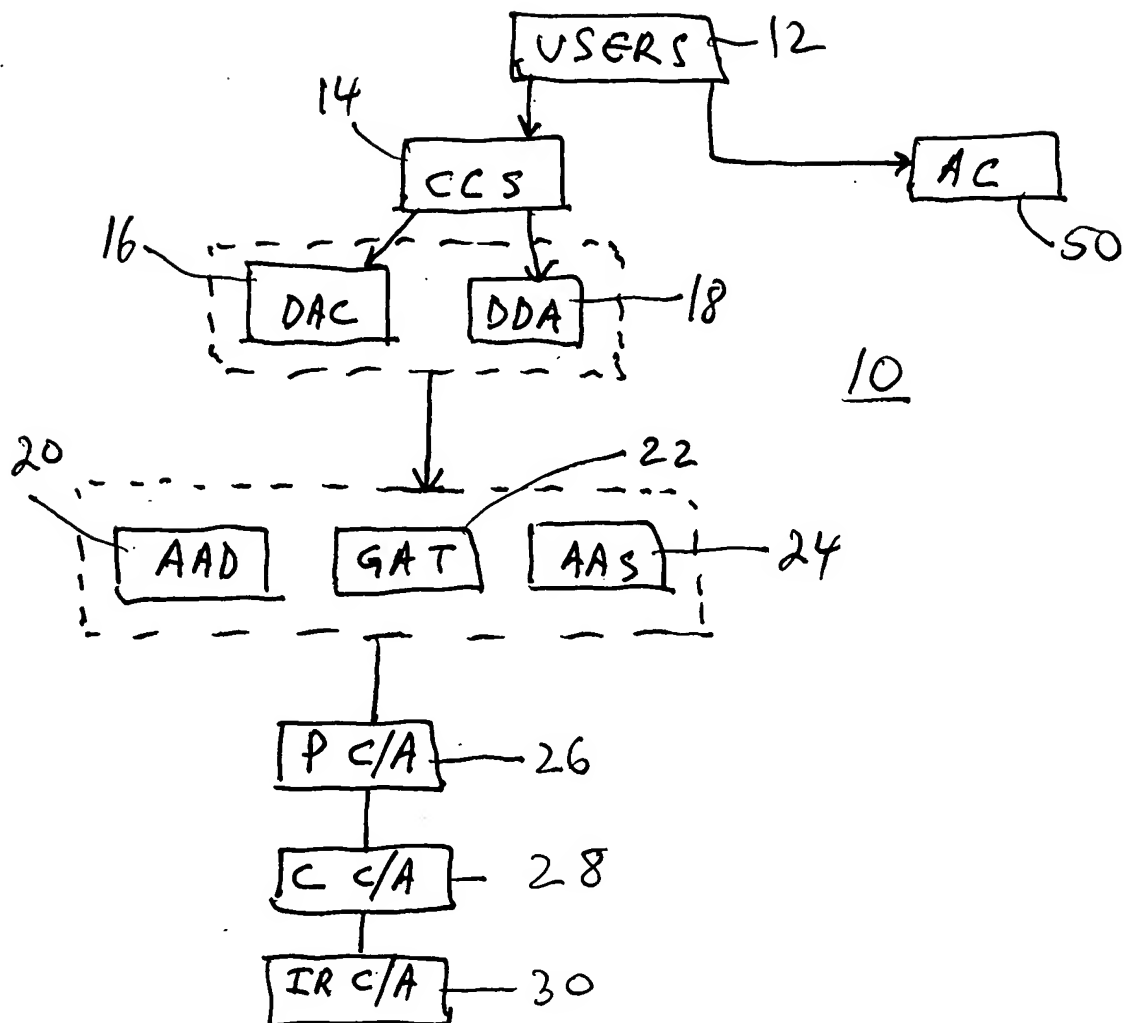 USERS 12
14
CCS
AC
50
16
DAC
DDA 18
10
20
22
AAD
GAT
AAS
24
P C/A 26
C C/A 28
IR C/A 30